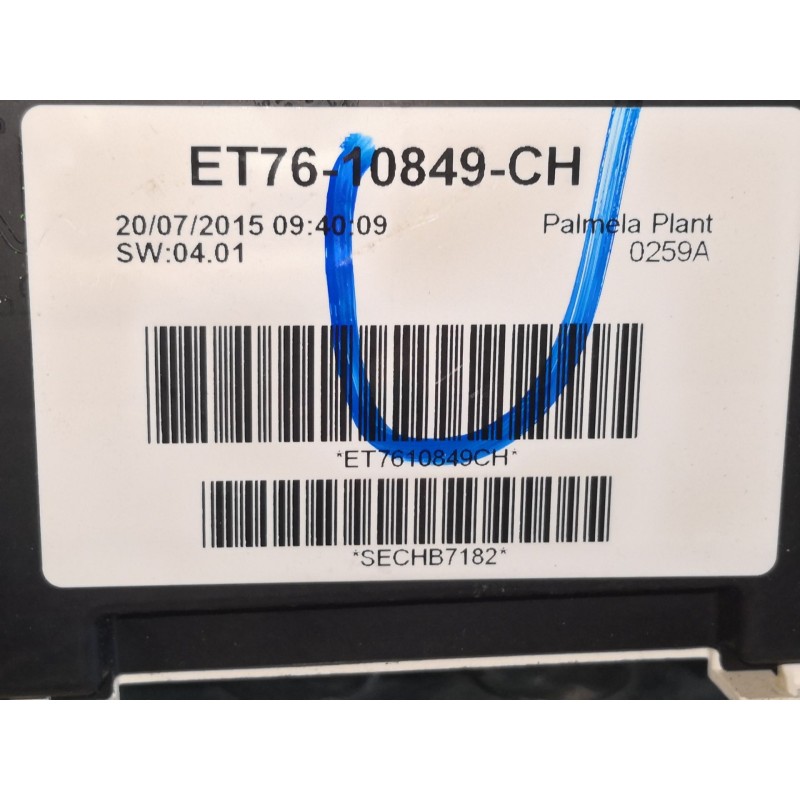 ET76-10849-CH
20/07/2015 09:40:09 Palmela Plant
SW:04.01 0259A
*ET7610849CH*
*SECHB7182*